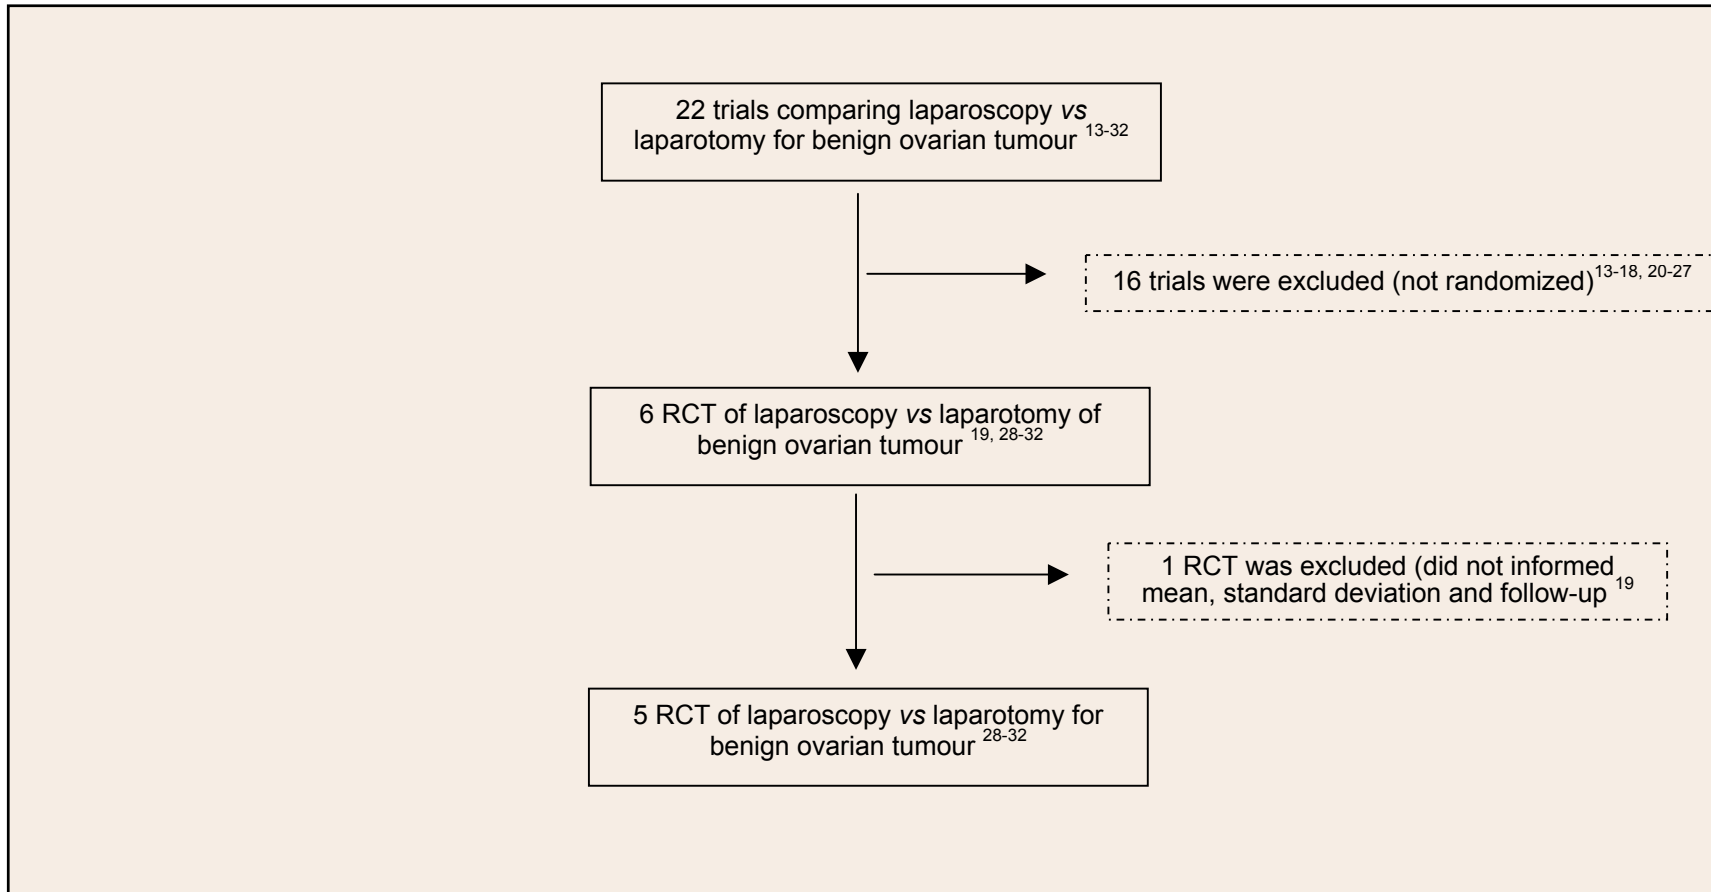 22 trials comparing laparoscopy vs
laparotomy for benign ovarian tumour 13-32
16 trials were excluded (not randomized)13-18, 20-27
6 RCT of laparoscopy vs laparotomy of
benign ovarian tumour 19, 28-32
1 RCT was excluded (did not informed
mean, standard deviation and follow-up 19
5 RCT of laparoscopy vs laparotomy for
benign ovarian tumour 28-32